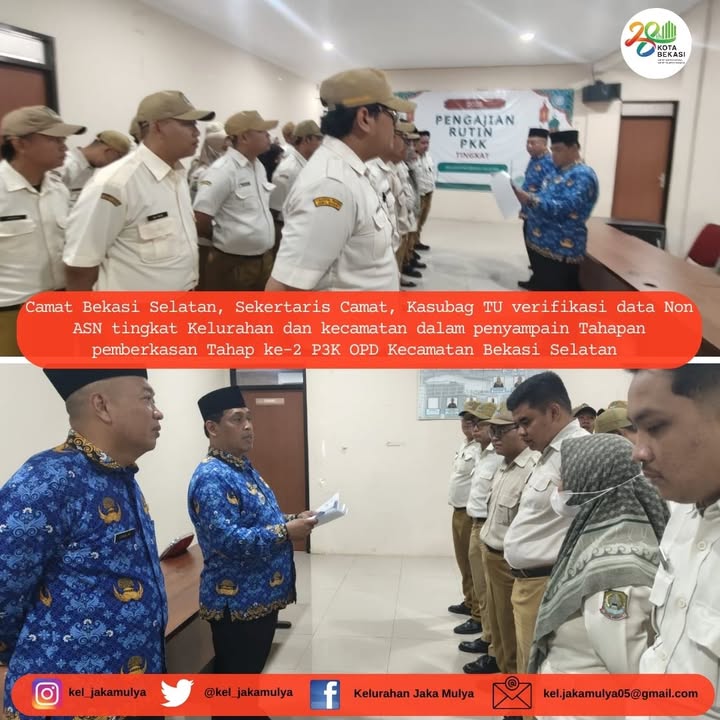 28
KOTA
BEKASI
PENGAJIAN
RUTIN
PKK
TINGKAT
Camat Bekasi Selatan, Sekertaris Camat, Kasubag TU verifikasi data Non
ASN tingkat Kelurahan dan kecamatan dalam penyampain Tahapan
pemberkasan Tahap ke-2 P3K OPD Kecamatan Bekasi Selatan
kel_jakamulya
@kel_jakamulya
Kelurahan Jaka Mulya
kel.jakamulya05@gmail.com